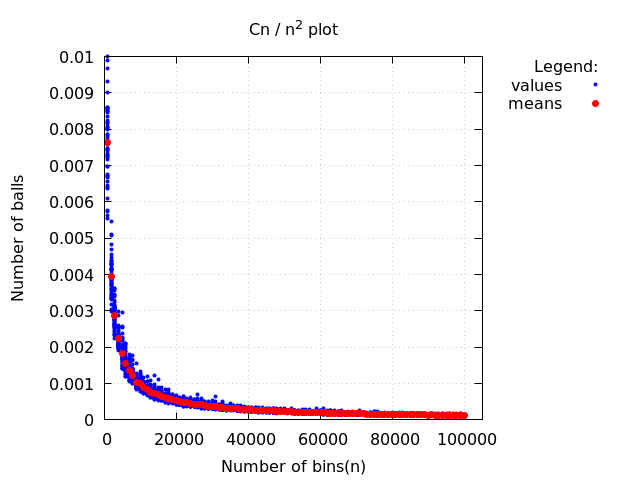 Cn / n² plot
Legend:
values
means
0.01
0.009
0.008
0.007
0.006
0.005
0.004
0.003
0.002
0.001
0
Number of balls
0 20000 40000 60000 80000 100000
Number of bins(n)